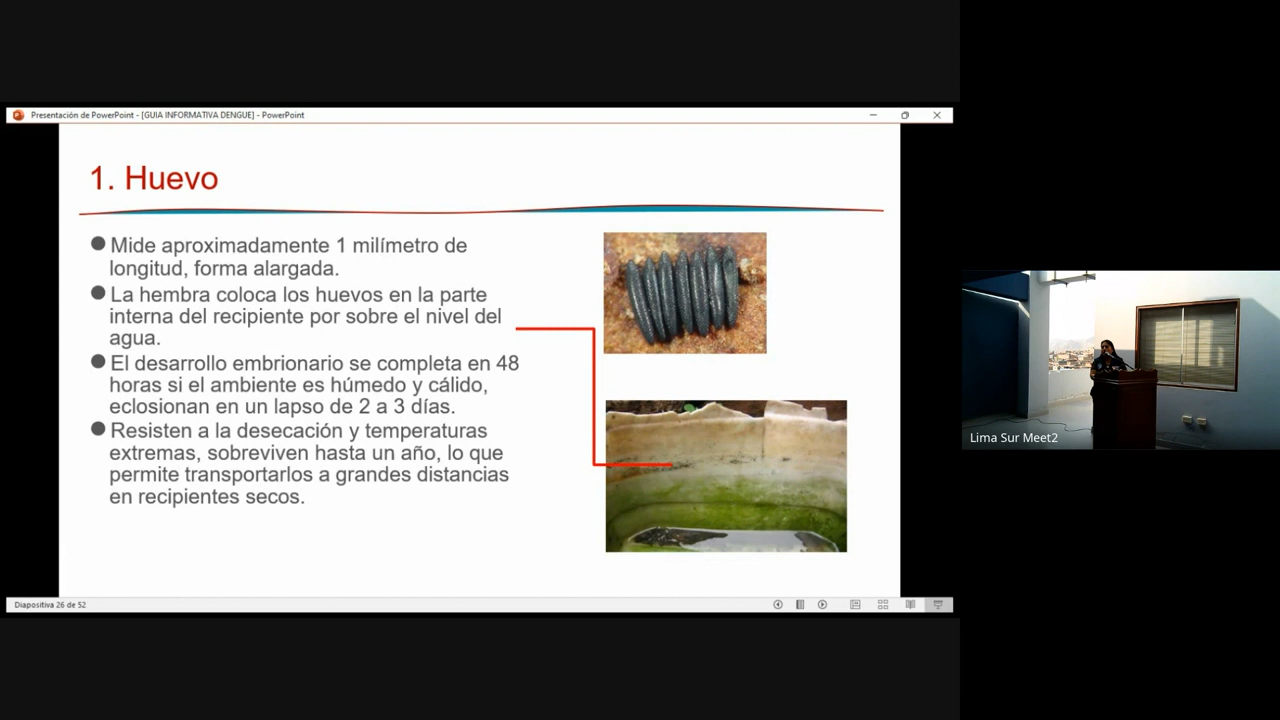 Presentación de PowerPoint - [GUIA INFORMATIVA DENGUE] - PowerPoint
1. Huevo
Mide aproximadamente 1 milímetro de
longitud, forma alargada.
La hembra coloca los huevos en la parte
interna del recipiente por sobre el nivel del
agua.
El desarrollo embrionario se completa en 48
horas si el ambiente es húmedo y cálido,
eclosionan en un lapso de 2 a 3 días.
Resisten a la desecación y temperaturas
extremas, sobreviven hasta un año, lo que
permite transportarlos a grandes distancias
en recipientes secos.
Diapositiva 26 de 52
Lima Sur Meet2